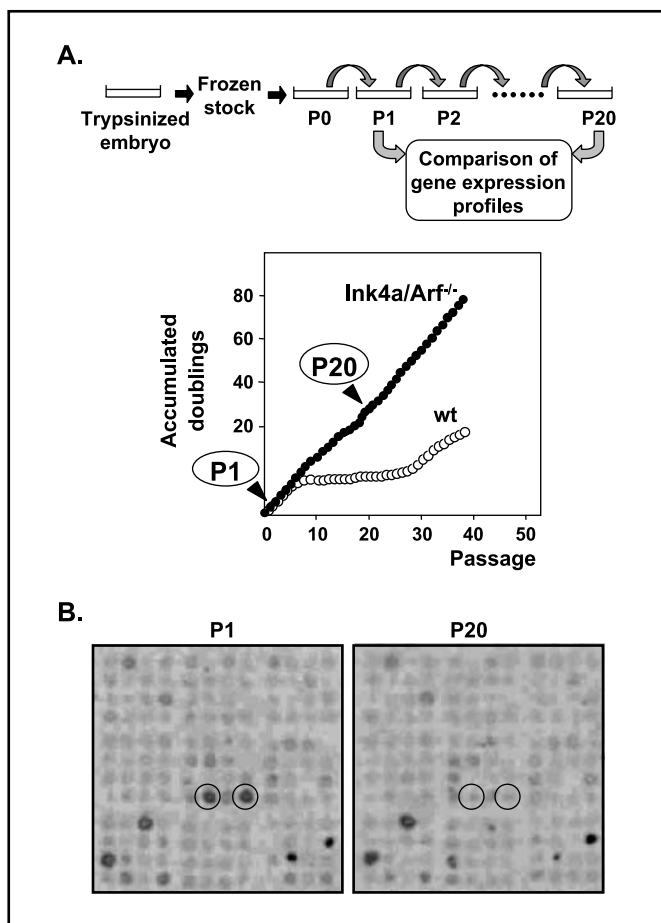 A.
Trypsinized
embryo
Frozen
stock
P0
P1
P2
......
P20
Comparison of
gene expression
profiles
Accumulated
doublings
80
60
40
20
0
10
20
30
40
50
Passage
Ink4a/Arf-/-
P20
wt
P1
B.
P1
P20